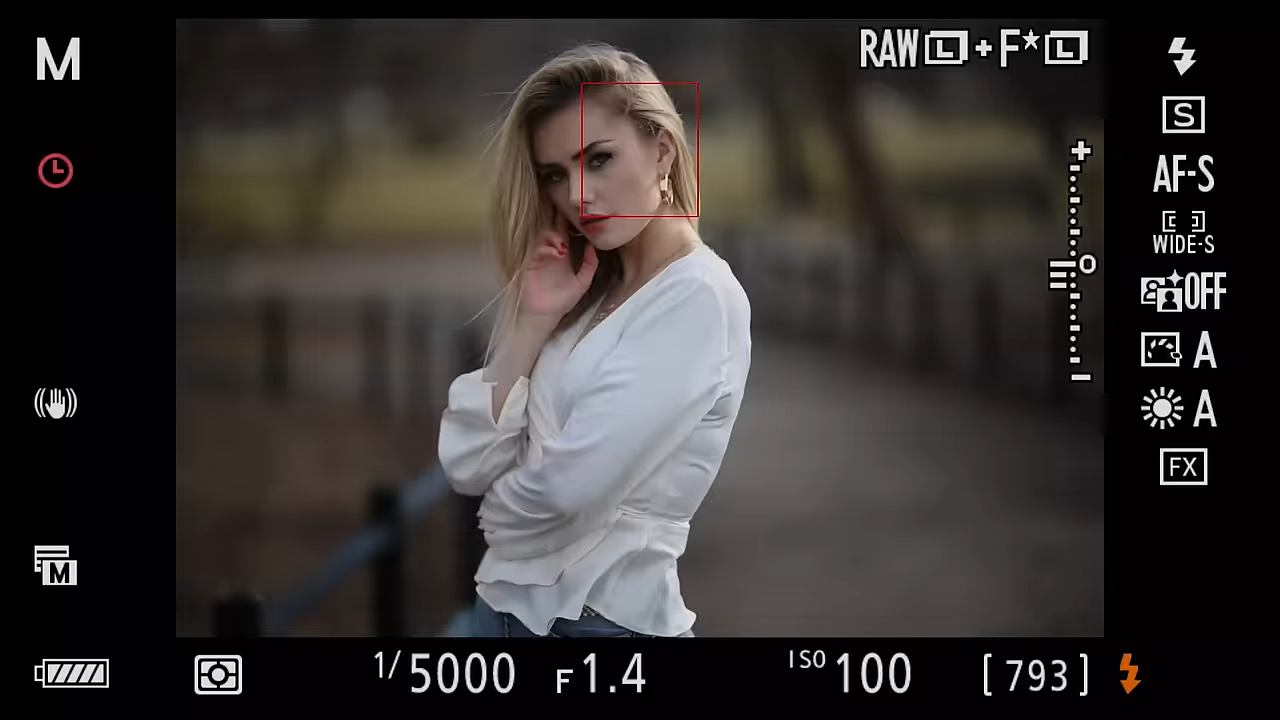 M
RAW L + F★ L
S
AF-S
WIDE-S
OFF
A
A
FX
M
1/5000 F1.4 ISO 100 [793]